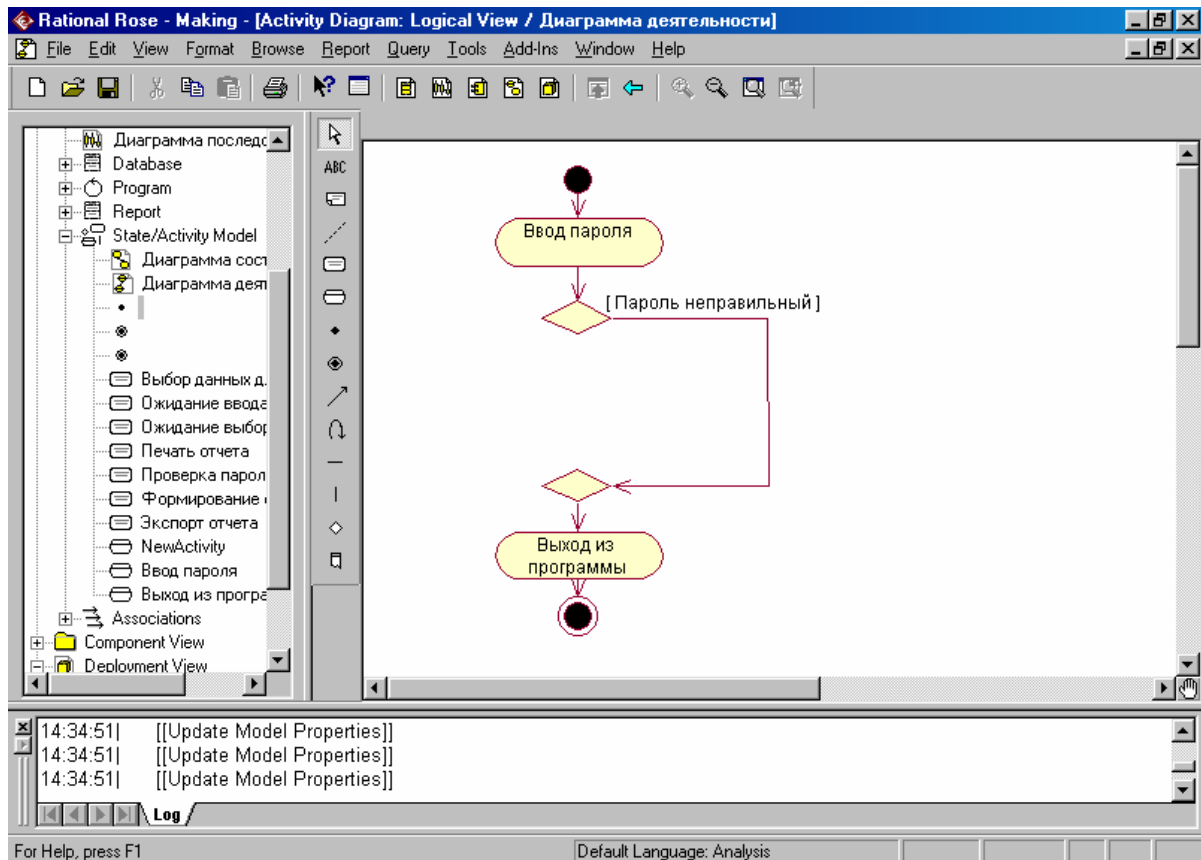 Rational Rose - Making - [Activity Diagram: Logical View / Диаграмма деятельности]
File Edit View Format Browse Report Query Tools Add-Ins Window Help
Диаграмма последо
Database
Program
Report
State/Activity Model
Диаграмма сост
Диаграмма деят
Выбор данных д
Ожидание ввода
Ожидание выбор
Печать отчета
Проверка парол
Формирование
Экспорт отчета
NewActivity
Ввод пароля
Выход из програ
Associations
Component View
Deployment View
ABC
Ввод пароля
[ Пароль неправильный ]
Выход из
программы
14:34:51| [[Update Model Properties]]
14:34:51| [[Update Model Properties]]
14:34:51| [[Update Model Properties]]
Log
For Help, press F1
Default Language: Analysis